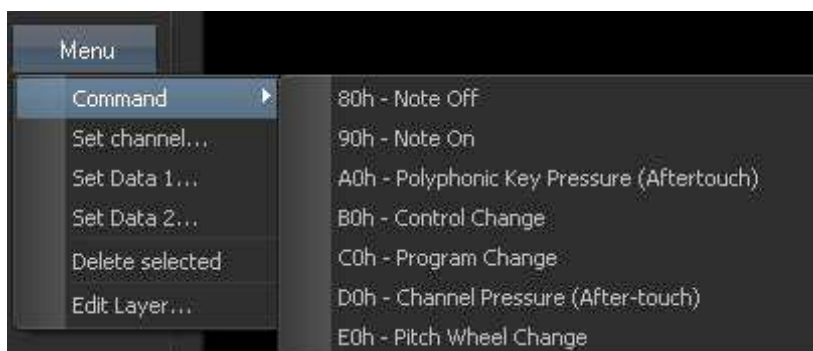 Menu
Command
Set channel...
Set Data 1...
Set Data 2...
Delete selected
Edit Layer...
80h - Note Off
90h - Note On
A0h - Polyphonic Key Pressure (Aftertouch)
B0h - Control Change
C0h - Program Change
D0h - Channel Pressure (After-touch)
E0h - Pitch Wheel Change